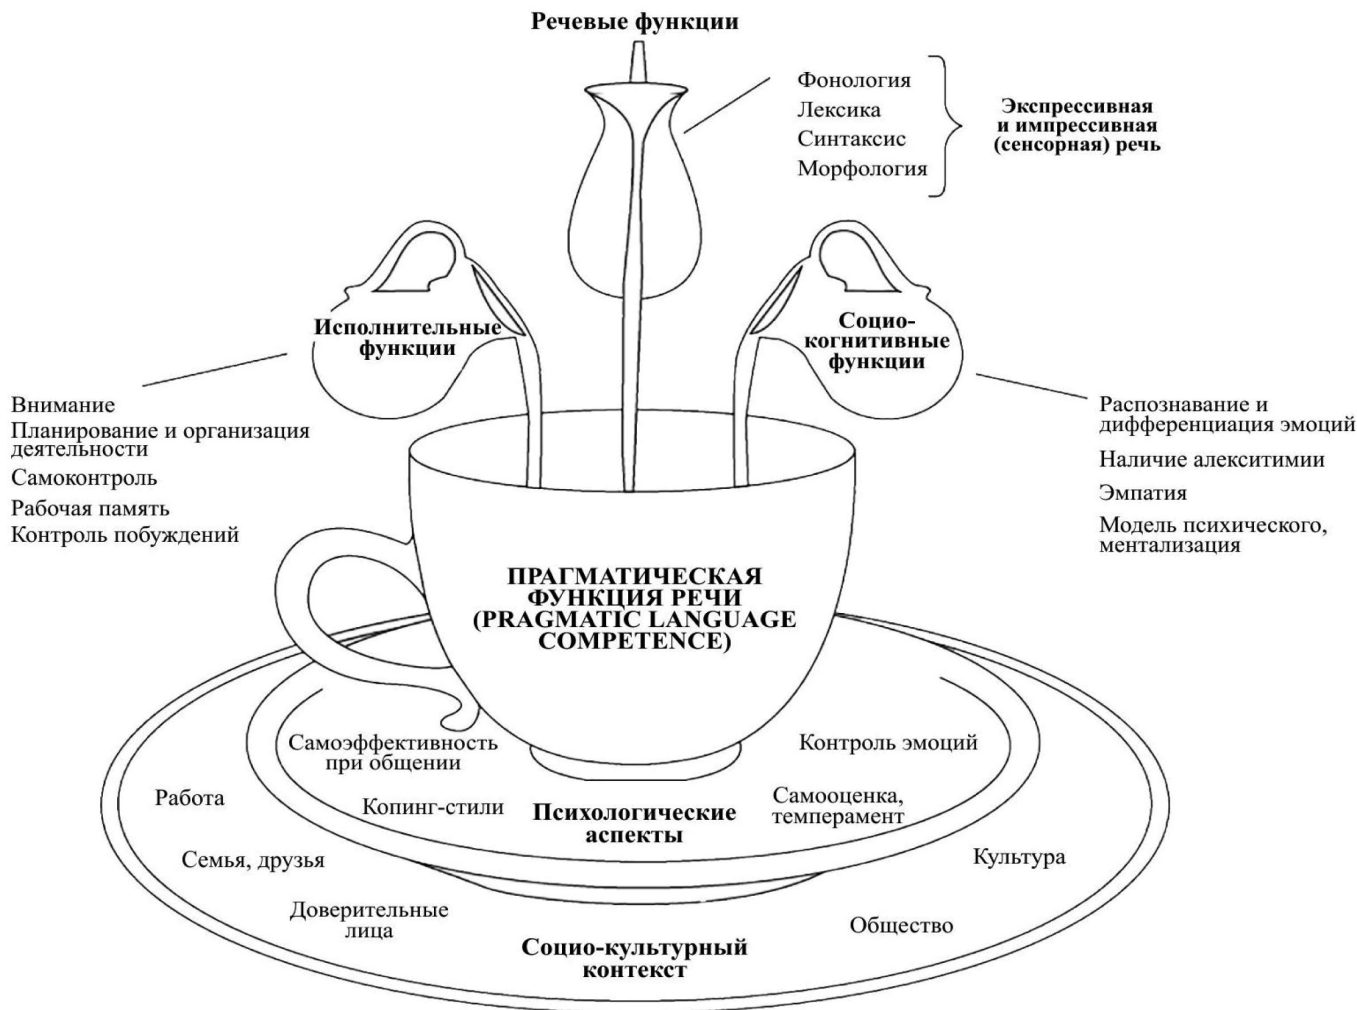 Речевые функции
Фонология
Лексика
Синтаксис
Морфология
Экспрессивная
и импрессивная
(сенсорная) речь
Исполнительные
функции
Социо-
когнитивные
функции
Внимание
Планирование и организация
деятельности
Самоконтроль
Рабочая память
Контроль побуждений
Распознавание и
дифференциация эмоций
Наличие алекситимии
Эмпатия
Модель психического,
ментализация
ПРАГМАТИЧЕСКАЯ
ФУНКЦИЯ РЕЧИ
(PRAGMATIC LANGUAGE
COMPETENCE)
Самоэффективность
при общении
Контроль эмоций
Копинг-стили
Психологические
аспекты
Самооценка,
темперамент
Работа
Семья, друзья
Доверительные
лица
Социо-культурный
контекст
Общество
Культура